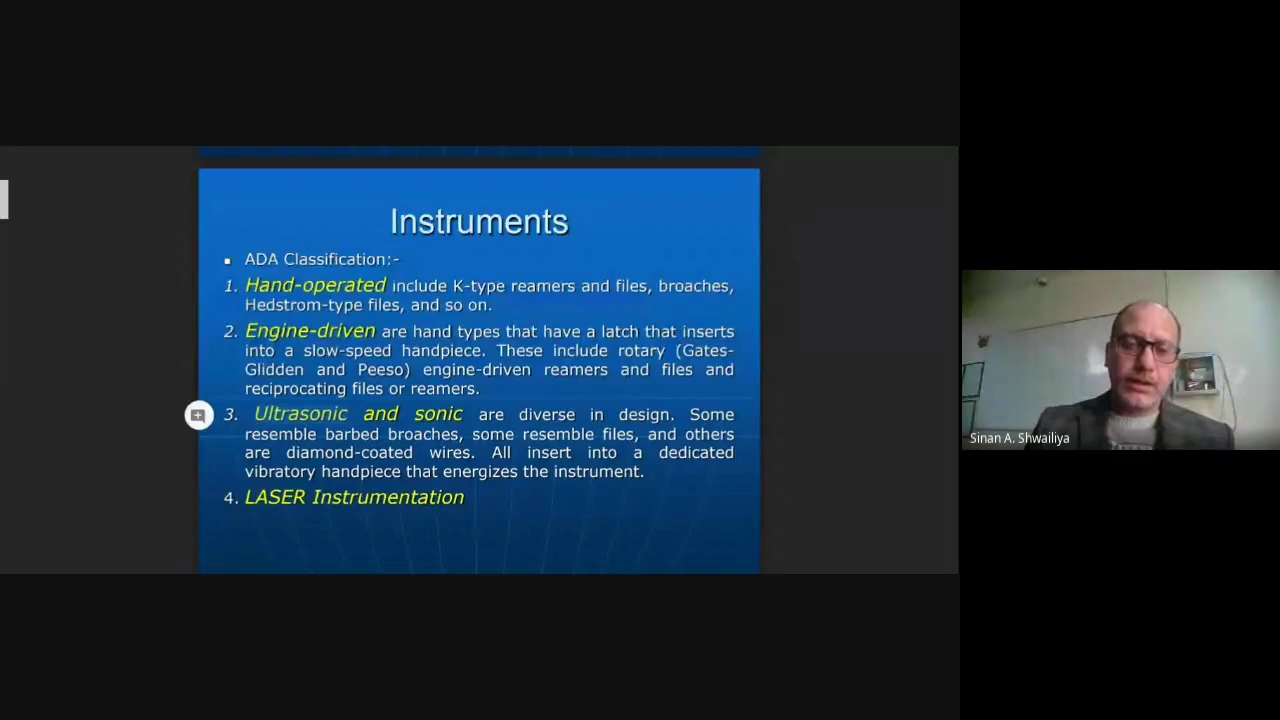 Instruments
▪ ADA Classification:-
1. Hand-operated include K-type reamers and files, broaches,
Hedstrom-type files, and so on.
2. Engine-driven are hand types that have a latch that inserts
into a slow-speed handpiece. These include rotary (Gates-
Glidden and Peeso) engine-driven reamers and files and
reciprocating files or reamers.
3. Ultrasonic and sonic are diverse in design. Some
resemble barbed broaches, some resemble files, and others
are diamond-coated wires. All insert into a dedicated
vibratory handpiece that energizes the instrument.
4. LASER Instrumentation
Sinan A. Shwailiya